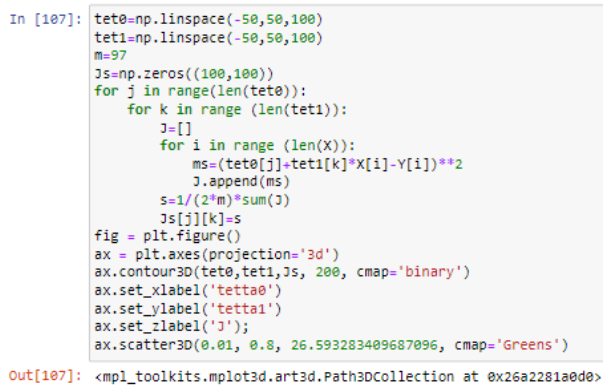 In [107]: tet0=np.linspace(-50,50,100)
tet1=np.linspace(-50,50,100)
m=97
Js=np.zeros((100,100))
for j in range(len(tet0)):
    for k in range (len(tet1)):
        J=[]
        for i in range (len(X)):
            ms=(tet0[j]+tet1[k]*X[i]-Y[i])**2
            J.append(ms)
        s=1/(2*m)*sum(J)
        Js[j][k]=s
fig = plt.figure()
ax = plt.axes(projection='3d')
ax.contour3D(tet0,tet1,Js, 200, cmap='binary')
ax.set_xlabel('tetta0')
ax.set_ylabel('tetta1')
ax.set_zlabel('J');
ax.scatter3D(0.01, 0.8, 26.593283409687096, cmap='Greens')
Out[107]: <mpl_toolkits.mplot3d.art3d.Path3DCollection at 0x26a2281a0d0>